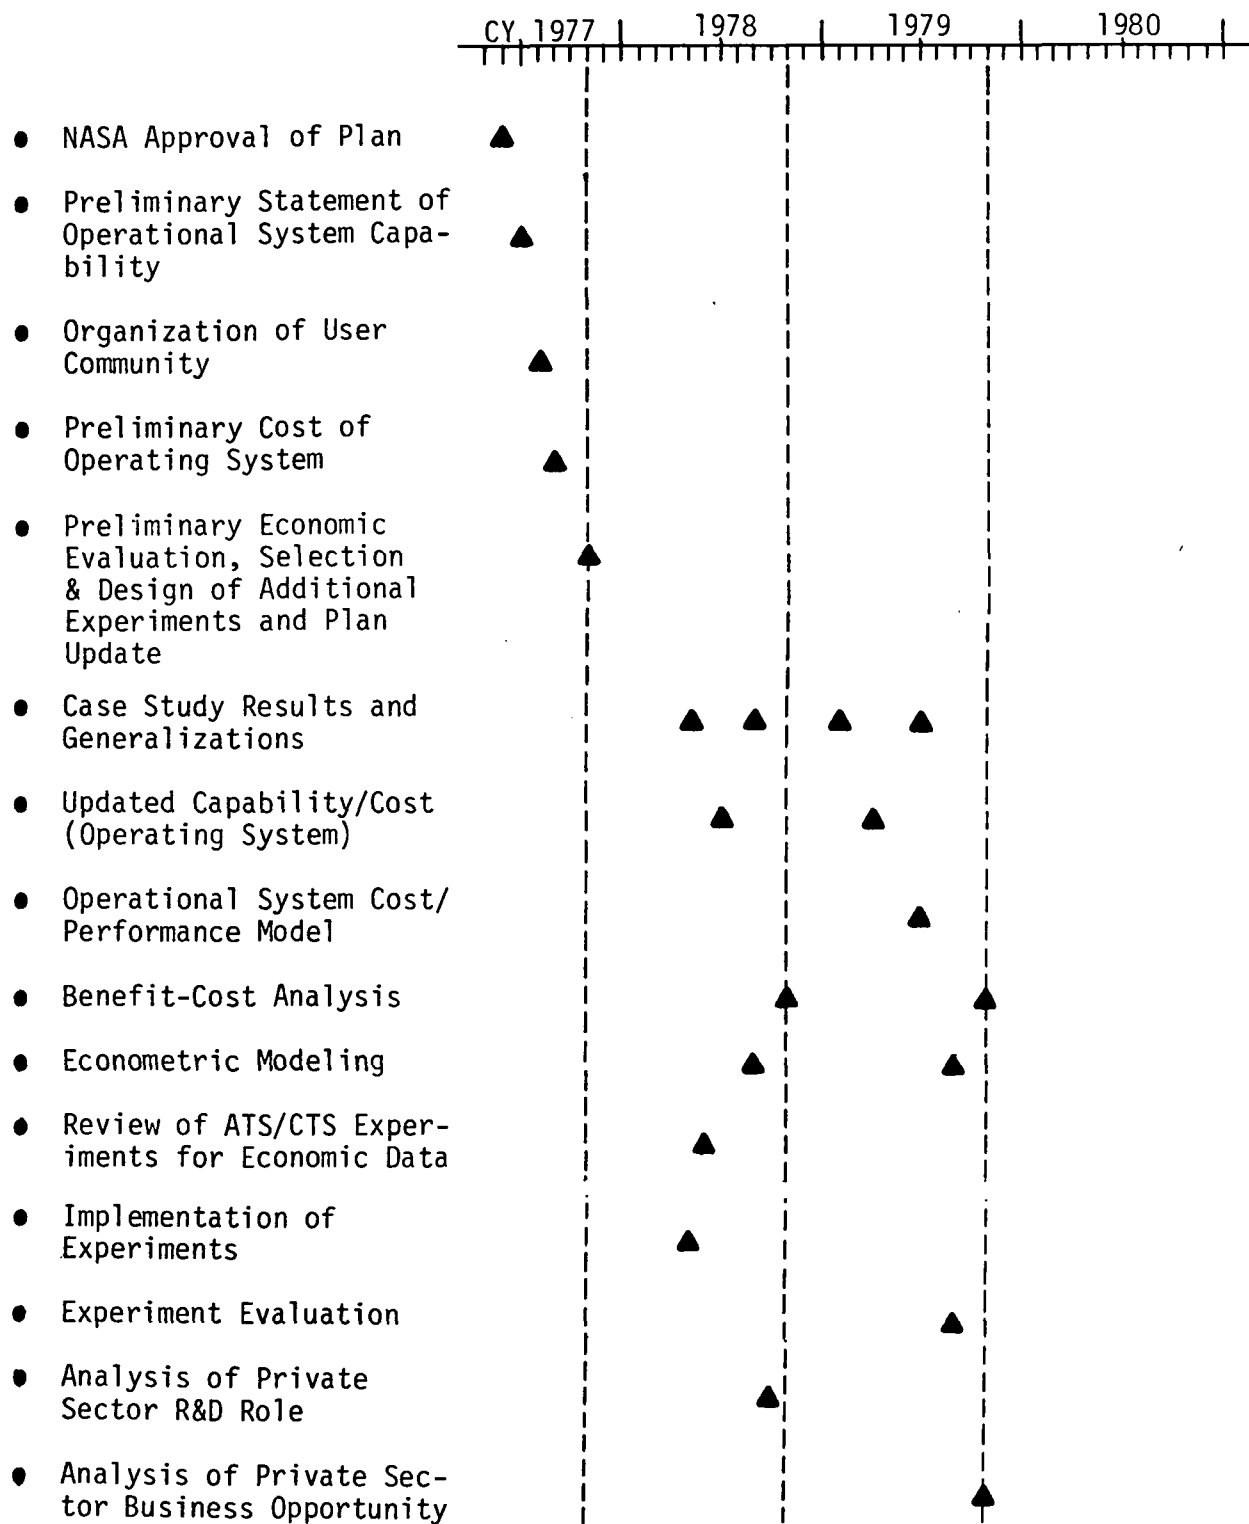 CY 1977 1978 1979 1980
• NASA Approval of Plan
• Preliminary Statement of
Operational System Capa-
bility
• Organization of User
Community
• Preliminary Cost of
Operating System
• Preliminary Economic
Evaluation, Selection
& Design of Additional
Experiments and Plan
Update
• Case Study Results and
Generalizations
• Updated Capability/Cost
(Operating System)
• Operational System Cost/
Performance Model
• Benefit-Cost Analysis
• Econometric Modeling
• Review of ATS/CTS Exper-
iments for Economic Data
• Implementation of
Experiments
• Experiment Evaluation
• Analysis of Private
Sector R&D Role
• Analysis of Private Sec-
tor Business Opportunity